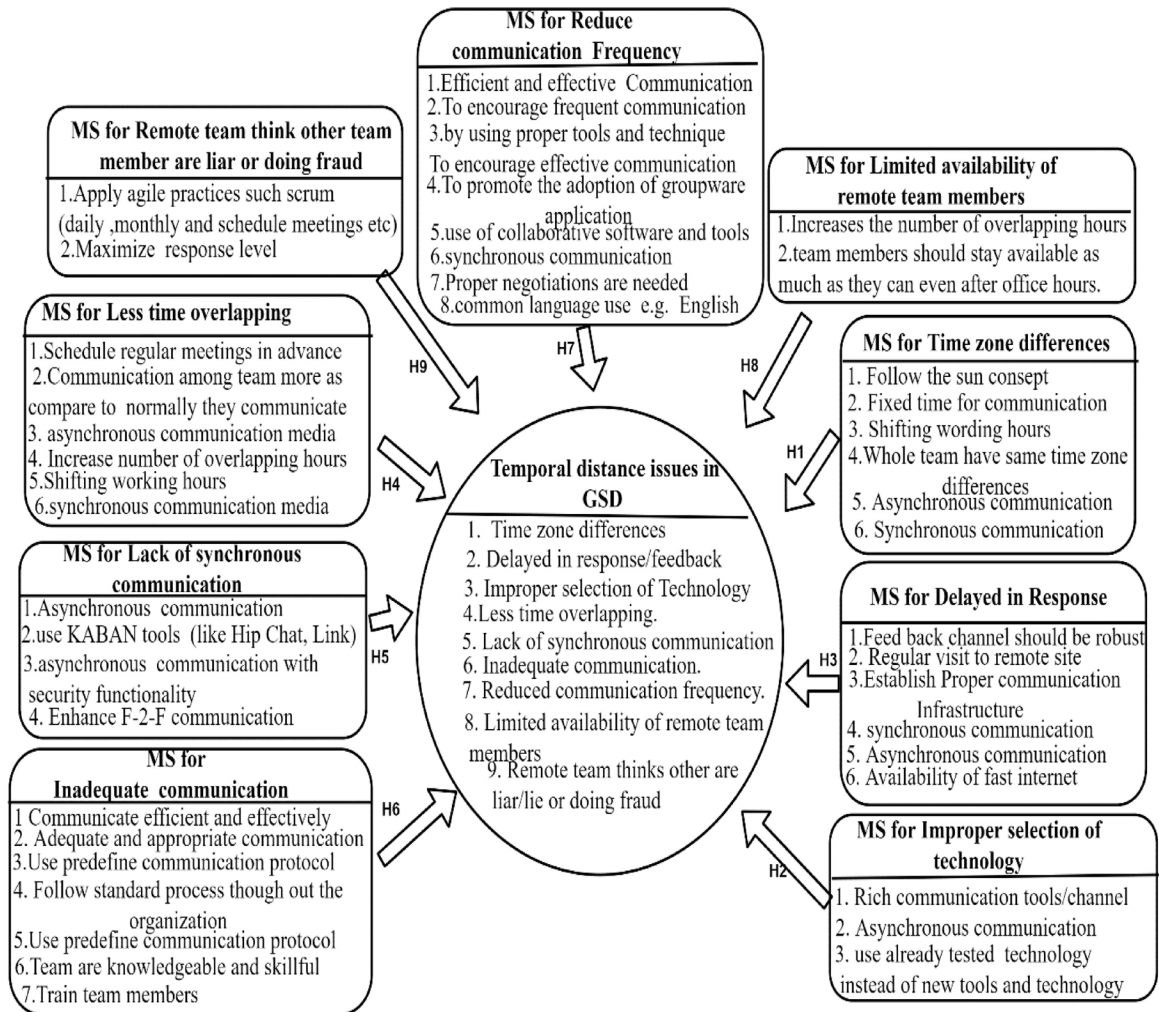 MS for Reduce
communication Frequency
1.Efficient and effective Communication
2.To encourage frequent communication
3.by using proper tools and technique
To encourage effective communication
4.To promote the adoption of groupware
application
5.use of collaborative software and tools
6.synchronous communication
7.Proper negotiations are needed
8.common language use e.g. English
MS for Remote team think other team
member are liar or doing fraud
1.Apply agile practices such scrum
(daily ,monthly and schedule meetings etc)
2.Maximize response level
MS for Limited availability of
remote team members
1.Increases the number of overlapping hours
2.team members should stay available as
much as they can even after office hours.
H9
H7
H8
MS for Less time overlapping
1.Schedule regular meetings in advance
2.Communication among team more as
compare to normally they communicate
3. asynchronous communication media
4. Increase number of overlapping hours
5.Shifting working hours
6.synchronous communication media
H4
MS for Time zone differences
1. Follow the sun consept
2. Fixed time for communication
3. Shifting wording hours
4.Whole team have same time zone
differences
5. Asynchronous communication
6. Synchronous communication
H1
Temporal distance issues in
GSD
1. Time zone differences
2. Delayed in response/feedback
3. Improper selection of Technology
4.Less time overlapping.
5. Lack of synchronous communication
6. Inadequate communication.
7. Reduced communication frequency.
8. Limited availability of remote team
members
9. Remote team thinks other are
liar/lie or doing fraud
MS for Lack of synchronous
communication
1.Asynchronous communication
2.use KABAN tools (like Hip Chat, Link)
3.asynchronous communication with
security functionality
4. Enhance F-2-F communication
H5
MS for Delayed in Response
1.Feed back channel should be robust
2. Regular visit to remote site
3.Establish Proper communication
Infrastructure
4. synchronous communication
5. Asynchronous communication
6. Availability of fast internet
H3
MS for
Inadequate communication
1 Communicate efficient and effectively
2. Adequate and appropriate communication
3.Use predefine communication protocol
4. Follow standard process though out the
organization
5.Use predefine communication protocol
6.Team are knowledgeable and skillful
7.Train team members
H6
MS for Improper selection of
technology
1. Rich communication tools/channel
2. Asynchronous communication
3. use already tested technology
instead of new tools and technology
H2